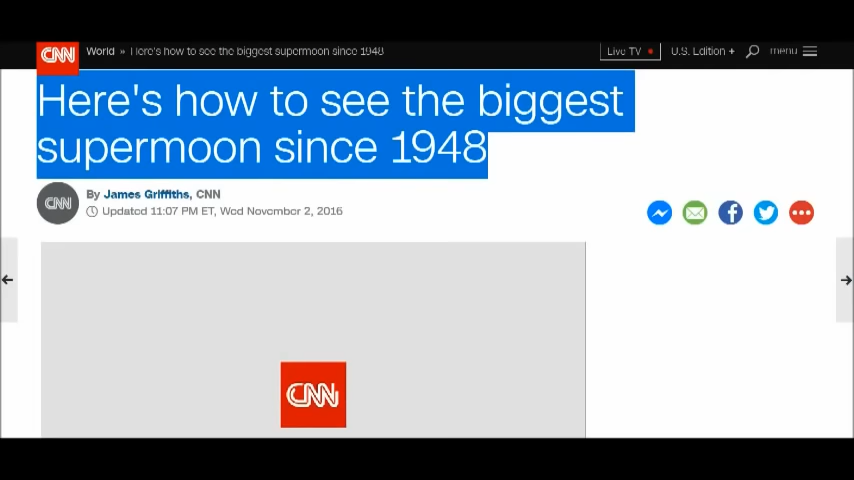 CNN World » Here's how to see the biggest supermoon since 1948 Live TV U.S. Edition + menu
Here's how to see the biggest
supermoon since 1948
CNN By James Griffiths, CNN
Updated 11:07 PM ET, Wed November 2, 2016
CNN